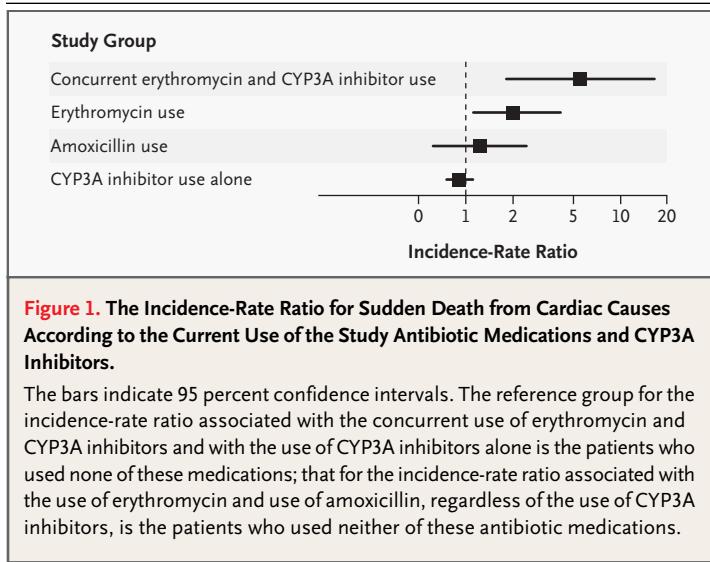 Study Group
Concurrent erythromycin and CYP3A inhibitor use
Erythromycin use
Amoxicillin use
CYP3A inhibitor use alone
0 1 2 5 10 20
Incidence-Rate Ratio
Figure 1. The Incidence-Rate Ratio for Sudden Death from Cardiac Causes
According to the Current Use of the Study Antibiotic Medications and CYP3A
Inhibitors.
The bars indicate 95 percent confidence intervals. The reference group for the
incidence-rate ratio associated with the concurrent use of erythromycin and
CYP3A inhibitors and with the use of CYP3A inhibitors alone is the patients who
used none of these medications; that for the incidence-rate ratio associated with
the use of erythromycin and use of amoxicillin, regardless of the use of CYP3A
inhibitors, is the patients who used neither of these antibiotic medications.